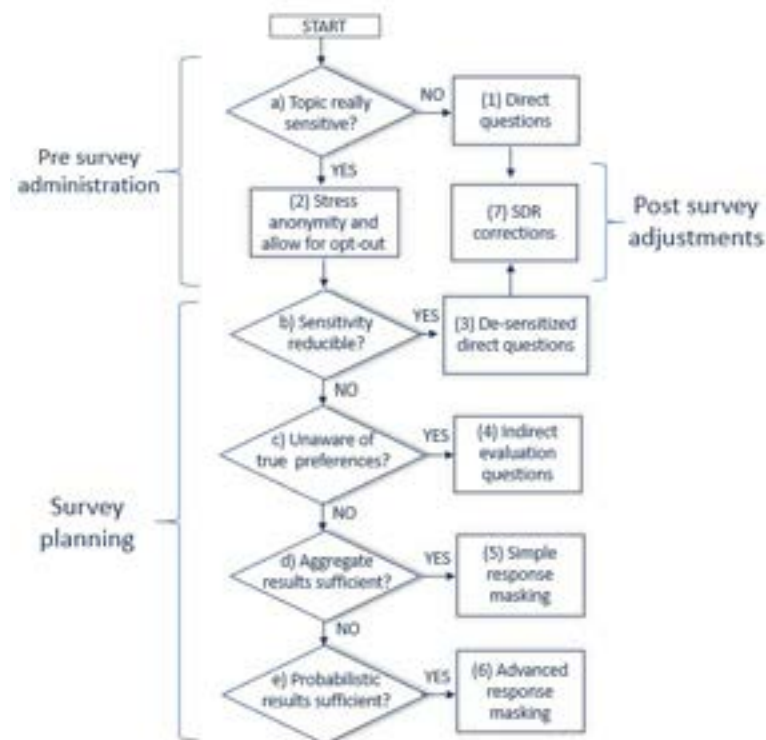 START
a) Topic really
sensitive?
NO
(1) Direct
questions
Pre survey
administration
YES
(2) Stress
anonymity and
allow for opt-out
(7) SDR
corrections
Post survey
adjustments
b) Sensitivity
reducible?
YES
(3) De-sensitized
direct questions
NO
c) Unaware of
true preferences?
YES
(4) Indirect
evaluation
questions
Survey
planning
NO
d) Aggregate
results sufficient?
YES
(5) Simple
response
masking
NO
e) Probabilistic
results sufficient?
YES
(6) Advanced
response
masking